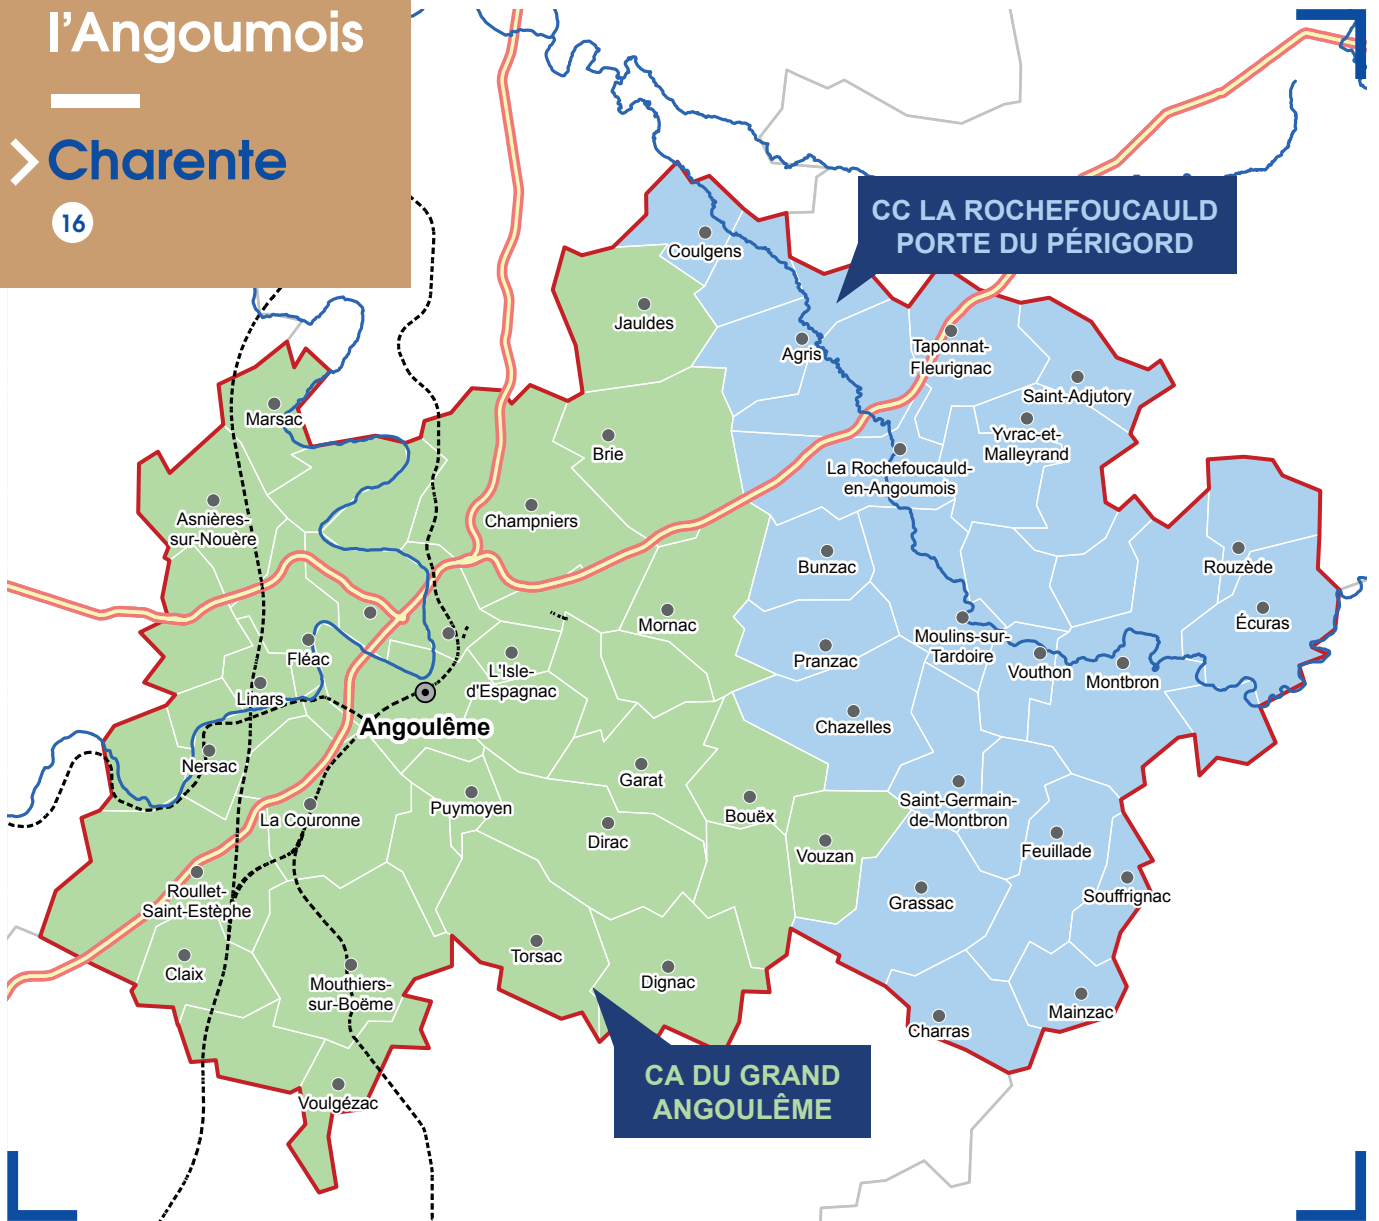 l'Angoumois
Charente
16
CC LA ROCHEFOUCAULD
PORTE DU PÉRIGORD
Coulgens
Jauldes
Agris
Taponnat-
Fleurignac
Saint-Adjutory
Marsac
Brie
Yvrac-et-
Malleyrand
La Rochefoucauld-
en-Angoumois
Asnières-
sur-Nouère
Champniers
Bunzac
Rouzède
Mornac
Écuras
Fléac
L'Isle-
d'Espagnac
Pranzac
Moulins-sur-
Tardoire
Vouthon
Montbron
Linars
Angoulême
Chazelles
Nersac
Garat
Puymoyen
Bouëx
Saint-Germain-
de-Montbron
La Couronne
Dirac
Vouzan
Feuillade
Roullet-
Saint-Estèphe
Grassac
Souffrignac
Claix
Torsac
Dignac
Mouthiers-
sur-Boëme
Mainzac
Charras
CA DU GRAND
ANGOULÊME
Voulgézac